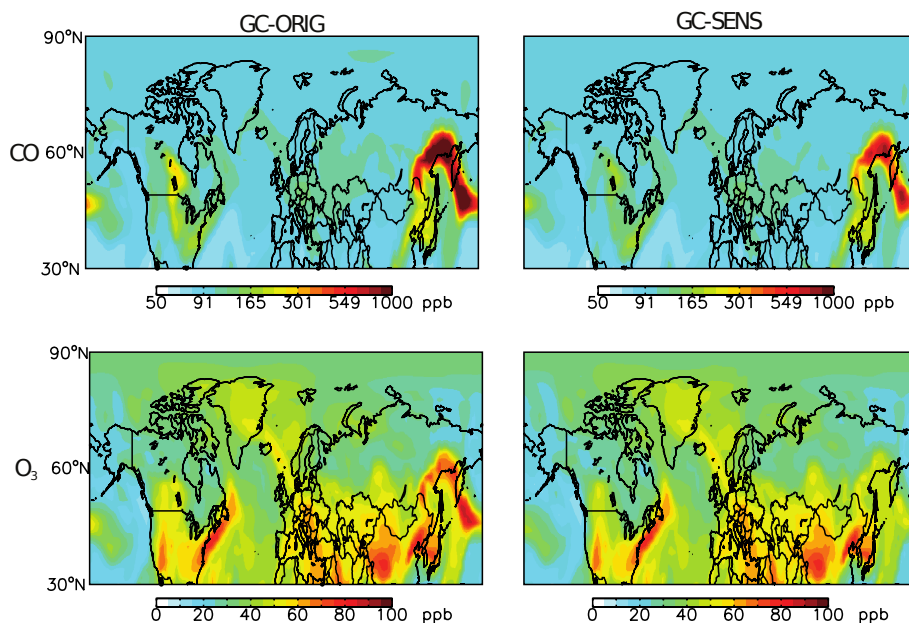 GC-ORIG GC-SENS
90°N
CO 60°N
30°N
50 91 165 301 549 1000 ppb 50 91 165 301 549 1000 ppb
90°N
O₃ 60°N
30°N
0 20 40 60 80 100 ppb 0 20 40 60 80 100 ppb